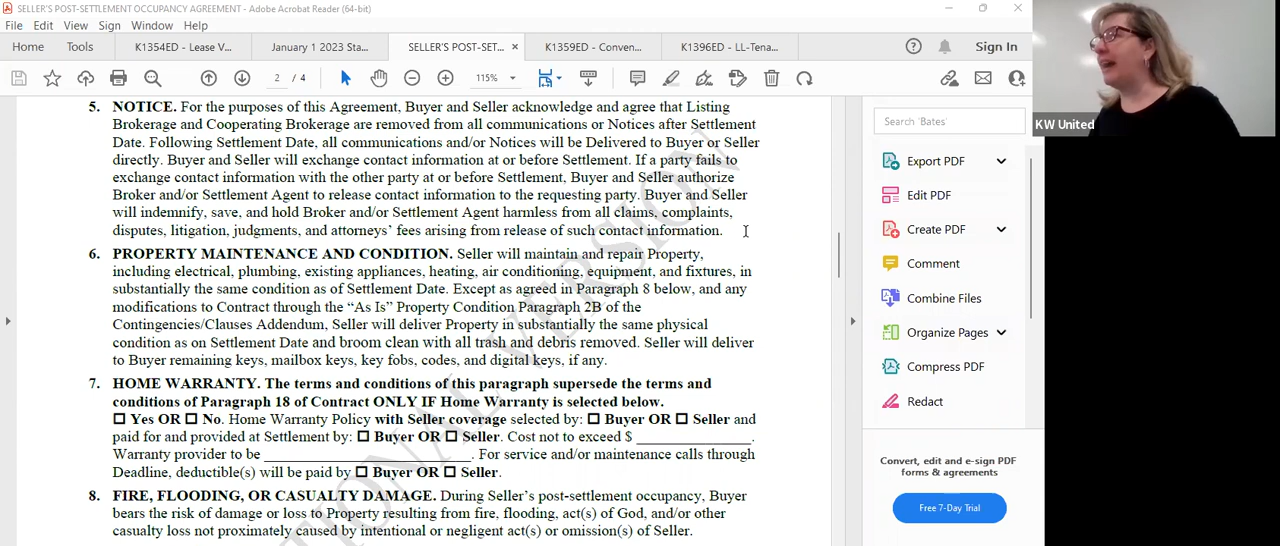 SELLER'S POST-SETTLEMENT OCCUPANCY AGREEMENT - Adobe Acrobat Reader (64-bit)
File Edit View Sign Window Help
Home Tools K1354ED - Lease V... January 1 2023 Sta... SELLER'S POST-SET... × K1359ED - Conven... K1396ED - LL-Tena... Sign In
2 / 4 115%
5. NOTICE. For the purposes of this Agreement, Buyer and Seller acknowledge and agree that Listing
Brokerage and Cooperating Brokerage are removed from all communications or Notices after Settlement
Date. Following Settlement Date, all communications and/or Notices will be Delivered to Buyer or Seller
directly. Buyer and Seller will exchange contact information at or before Settlement. If a party fails to
exchange contact information with the other party at or before Settlement, Buyer and Seller authorize
Broker and/or Settlement Agent to release contact information to the requesting party. Buyer and Seller
will indemnify, save, and hold Broker and/or Settlement Agent harmless from all claims, complaints,
disputes, litigation, judgments, and attorneys' fees arising from release of such contact information.
6. PROPERTY MAINTENANCE AND CONDITION. Seller will maintain and repair Property,
including electrical, plumbing, existing appliances, heating, air conditioning, equipment, and fixtures, in
substantially the same condition as of Settlement Date. Except as agreed in Paragraph 8 below, and any
modifications to Contract through the "As Is" Property Condition Paragraph 2B of the
Contingencies/Clauses Addendum, Seller will deliver Property in substantially the same physical
condition as on Settlement Date and broom clean with all trash and debris removed. Seller will deliver
to Buyer remaining keys, mailbox keys, key fobs, codes, and digital keys, if any.
7. HOME WARRANTY. The terms and conditions of this paragraph supersede the terms and
conditions of Paragraph 18 of Contract ONLY IF Home Warranty is selected below.
☐ Yes OR ☐ No. Home Warranty Policy with Seller coverage selected by: ☐ Buyer OR ☐ Seller and
paid for and provided at Settlement by: ☐ Buyer OR ☐ Seller. Cost not to exceed $ _______________.
Warranty provider to be ___________________________. For service and/or maintenance calls through
Deadline, deductible(s) will be paid by ☐ Buyer OR ☐ Seller.
8. FIRE, FLOODING, OR CASUALTY DAMAGE. During Seller's post-settlement occupancy, Buyer
bears the risk of damage or loss to Property resulting from fire, flooding, act(s) of God, and/or other
casualty loss not proximately caused by intentional or negligent act(s) or omission(s) of Seller.
VERSION
Search 'Bates'
Export PDF
Edit PDF
Create PDF
Comment
Combine Files
Organize Pages
Compress PDF
Redact
Convert, edit and e-sign PDF
forms & agreements
Free 7-Day Trial
KW United